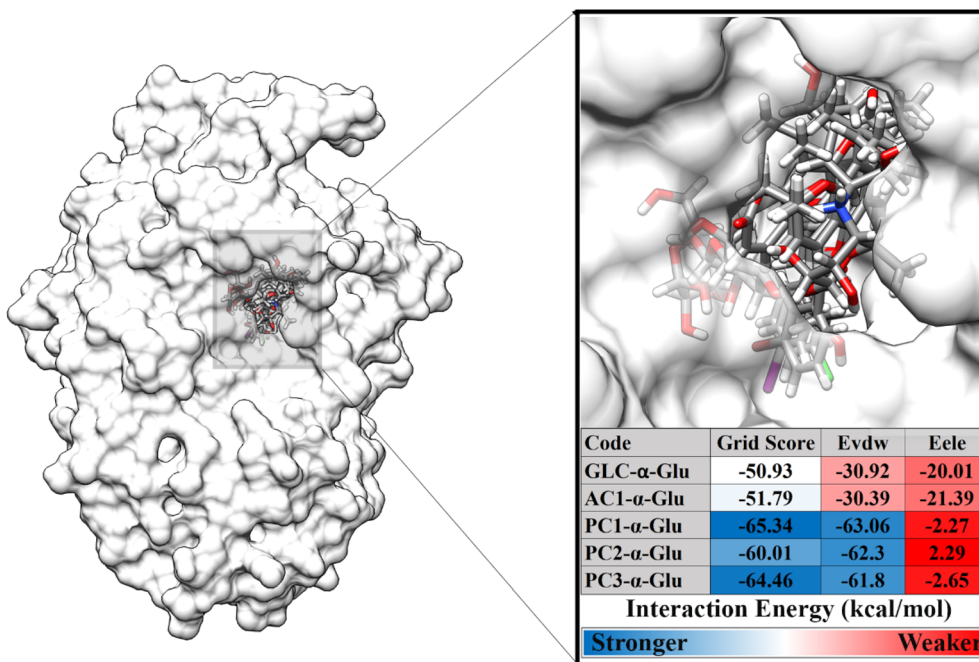 Code Grid Score Evdw Eele
GLC-α-Glu -50.93 -30.92 -20.01
AC1-α-Glu -51.79 -30.39 -21.39
PC1-α-Glu -65.34 -63.06 -2.27
PC2-α-Glu -60.01 -62.3 2.29
PC3-α-Glu -64.46 -61.8 -2.65
Interaction Energy (kcal/mol)
Stronger Weaker